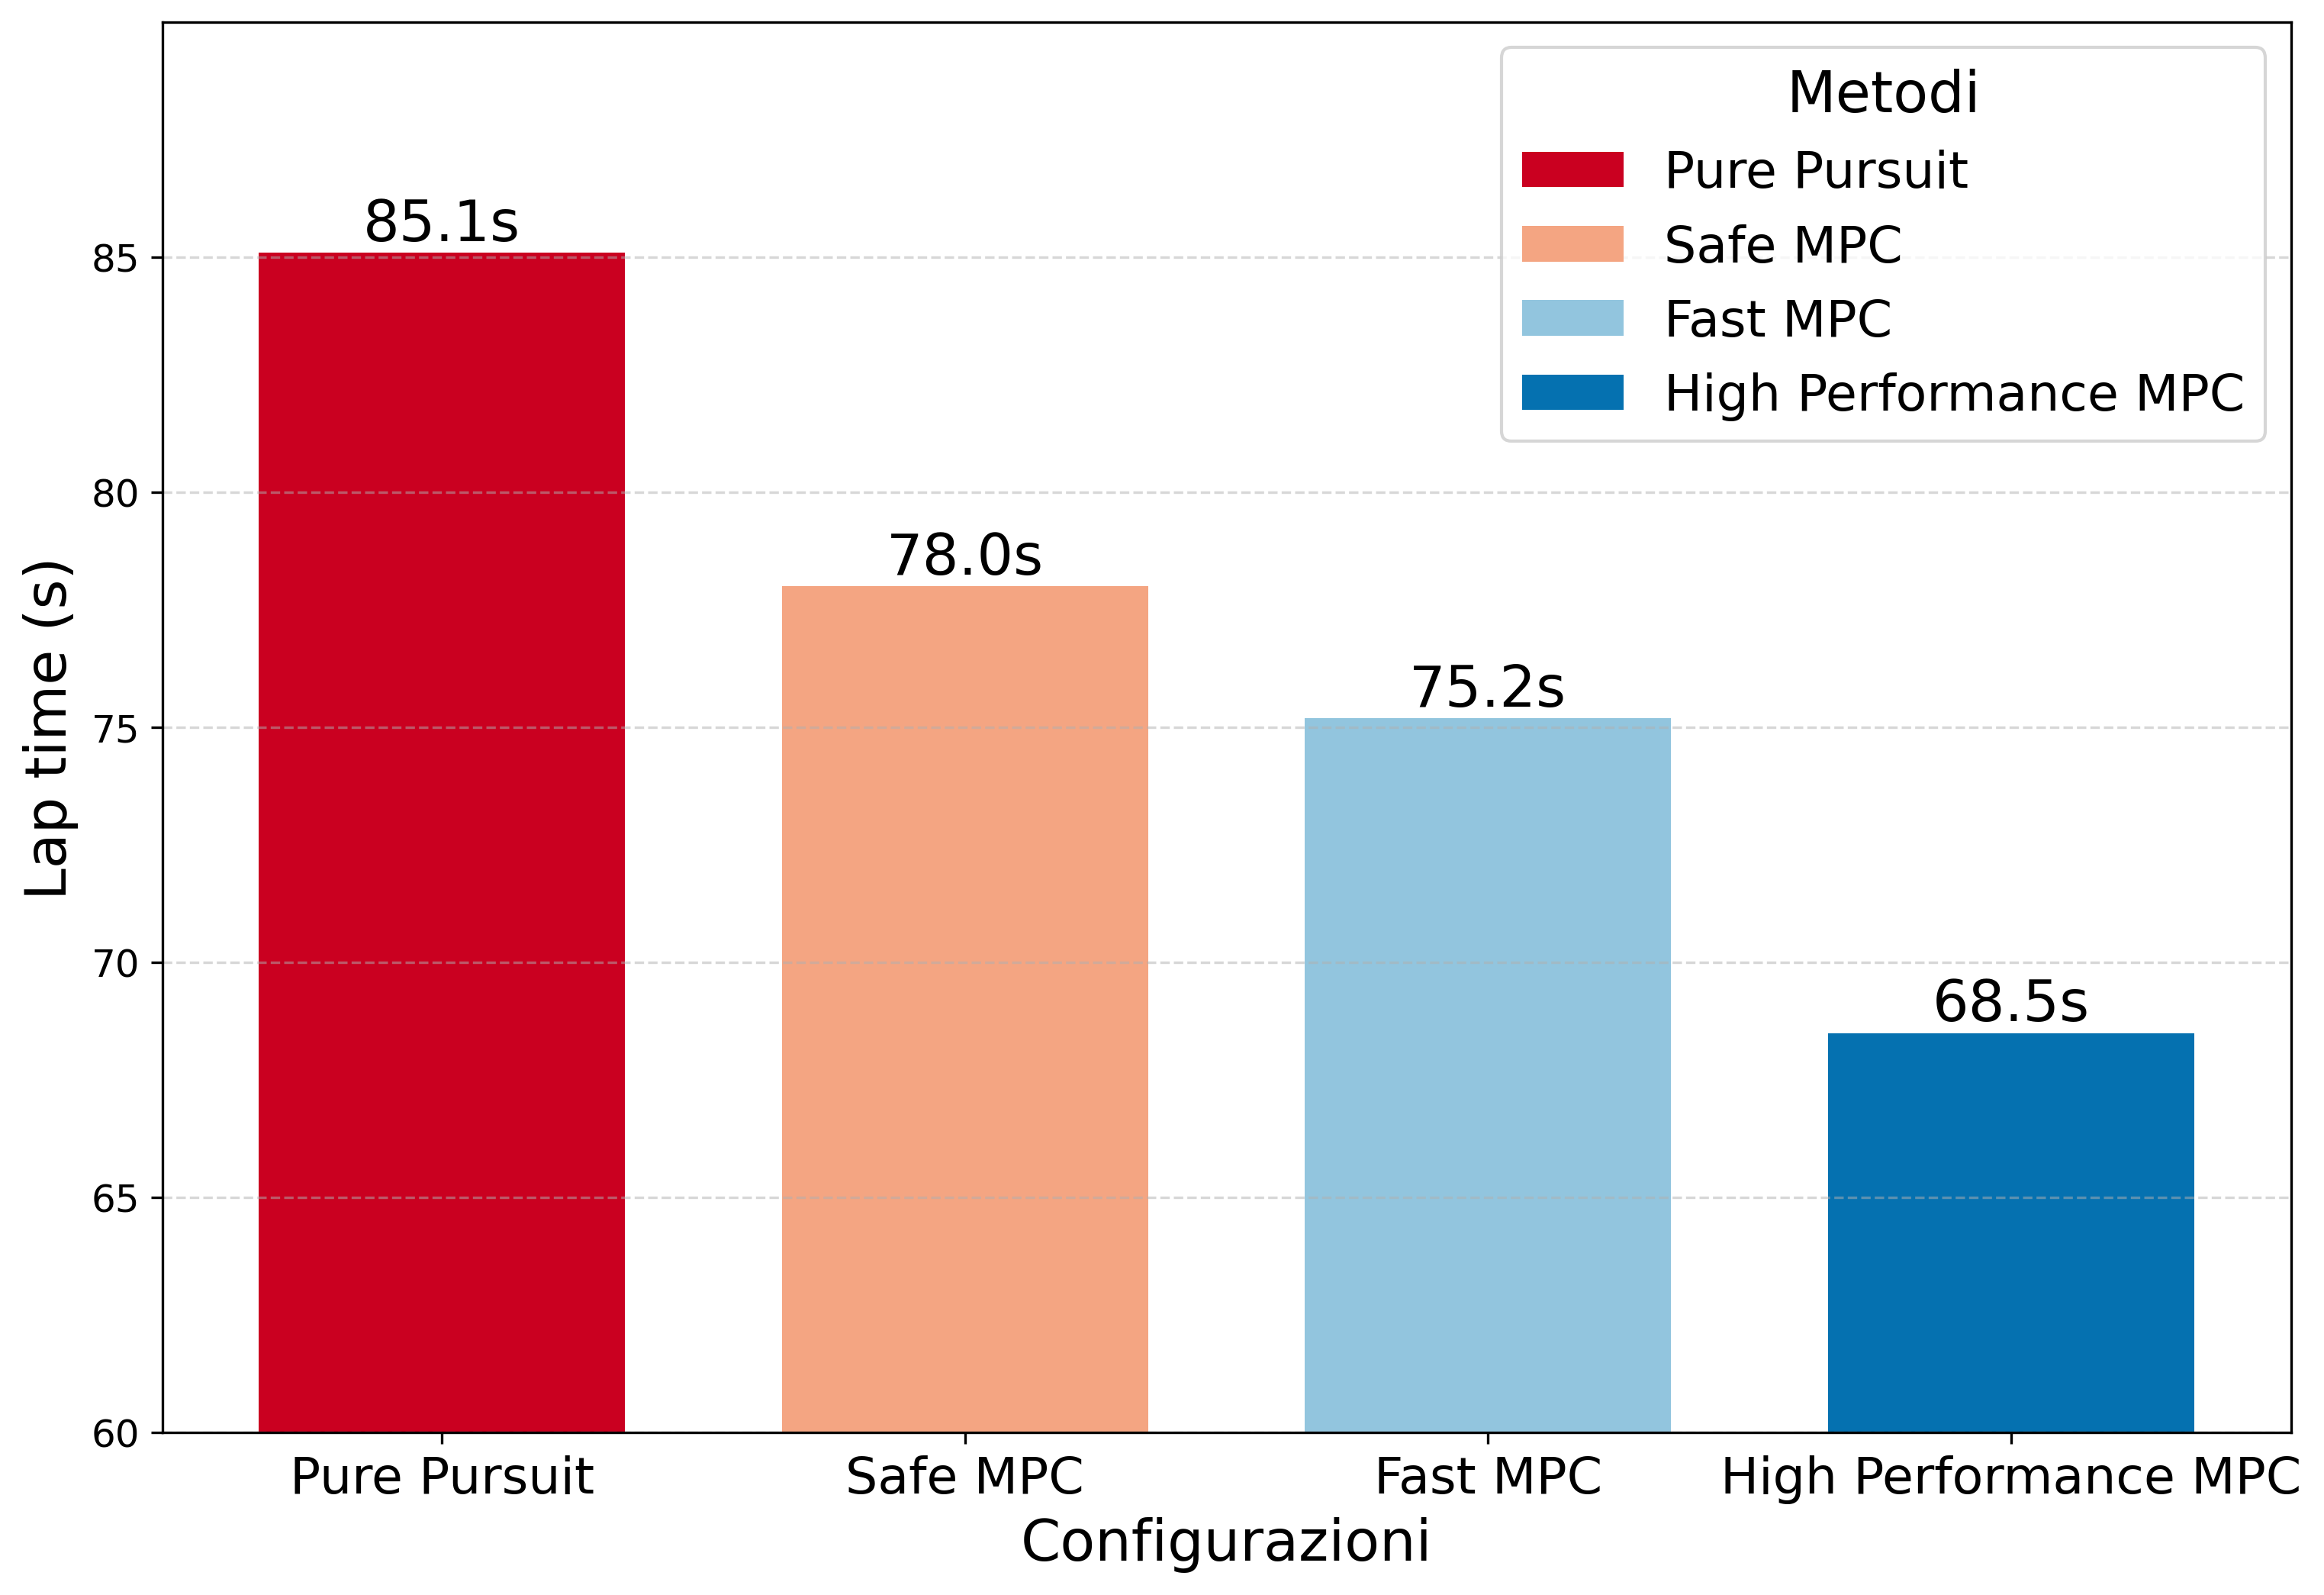 Metodi
Pure Pursuit
Safe MPC
Fast MPC
High Performance MPC
85.1s
78.0s
75.2s
68.5s
85
80
75
70
65
60
Lap time (s)
Pure Pursuit
Safe MPC
Fast MPC
High Performance MPC
Configurazioni